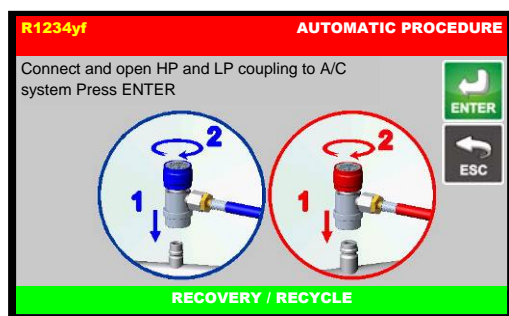 R1234yf AUTOMATIC PROCEDURE
Connect and open HP and LP coupling to A/C
system Press ENTER
ENTER
ESC
2
1
2
1
RECOVERY / RECYCLE